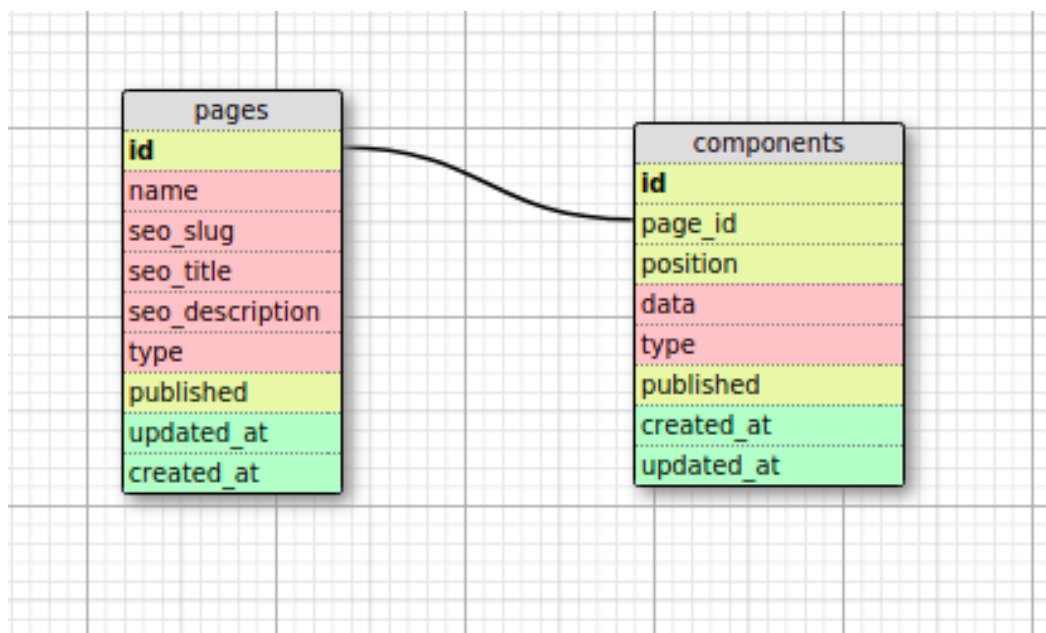 pages
id
name
seo_slug
seo_title
seo_description
type
published
updated_at
created_at
components
id
page_id
position
data
type
published
created_at
updated_at